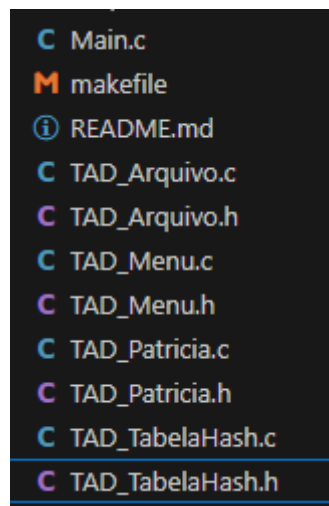 C Main.c
M makefile
README.md
C TAD_Arquivo.c
C TAD_Arquivo.h
C TAD_Menu.c
C TAD_Menu.h
C TAD_Patricia.c
C TAD_Patricia.h
C TAD_TabelaHash.c
C TAD_TabelaHash.h